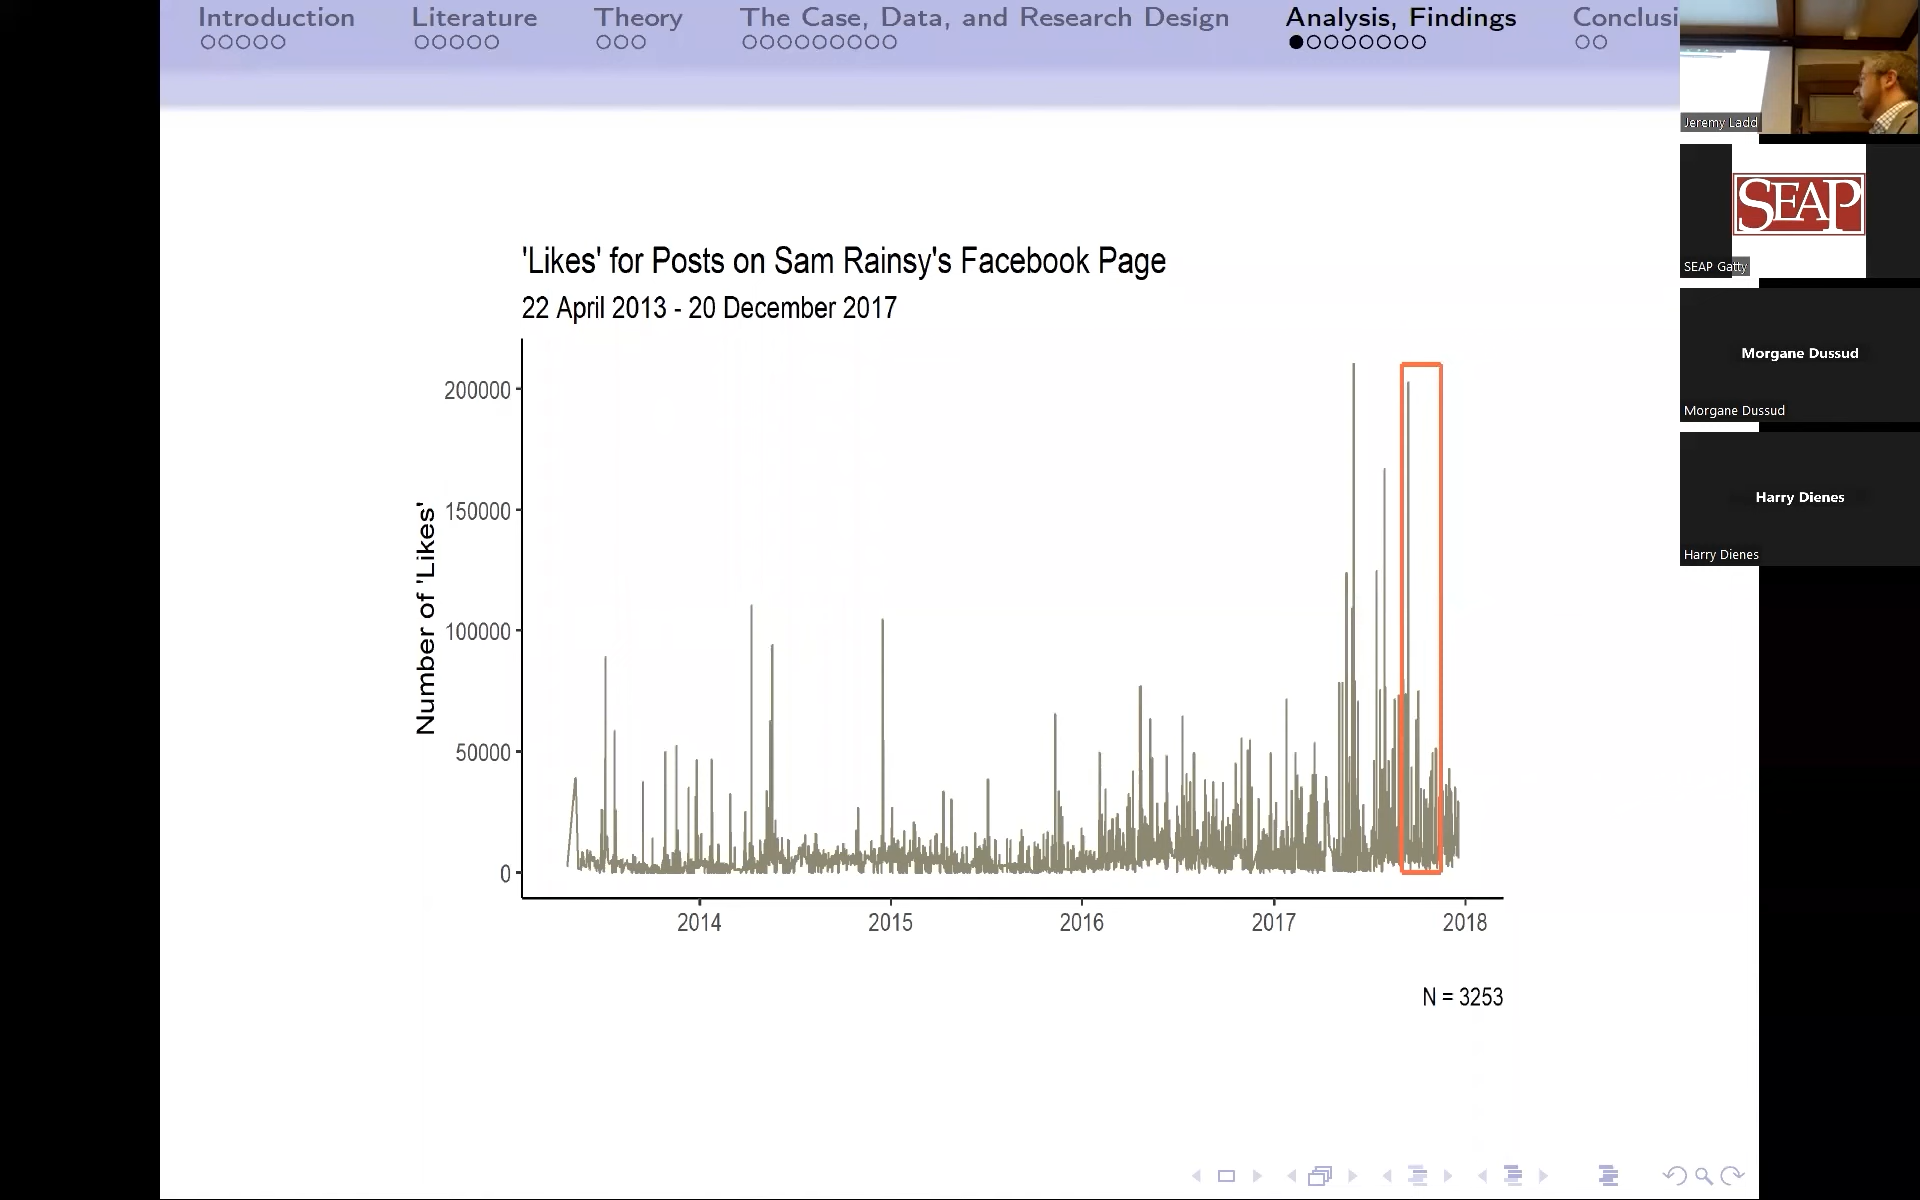 Introduction
Literature
Theory
The Case, Data, and Research Design
Analysis, Findings
Conclusi
Jeremy Ladd
SEAP
SEAP Gatty
Morgane Dussud
Morgane Dussud
Harry Dienes
Harry Dienes
'Likes' for Posts on Sam Rainsy's Facebook Page
22 April 2013 - 20 December 2017
Number of 'Likes'
200000
150000
100000
50000
0
2014
2015
2016
2017
2018
N = 3253